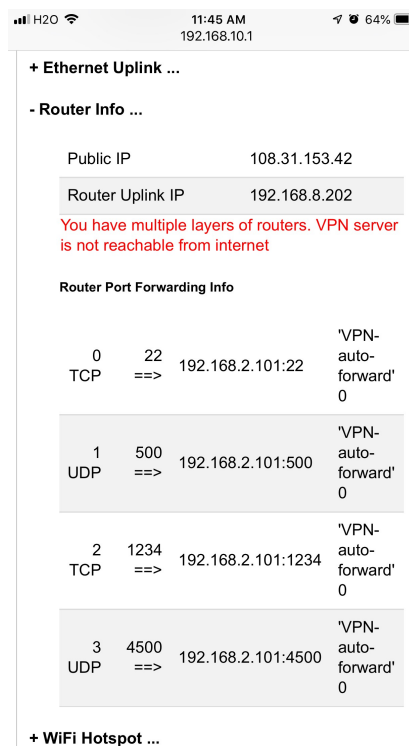 H2O 11:45 AM 64%
192.168.10.1
+ Ethernet Uplink ...
- Router Info ...
Public IP 108.31.153.42
Router Uplink IP 192.168.8.202
You have multiple layers of routers. VPN server
is not reachable from internet
Router Port Forwarding Info
0 TCP 22 ==> 192.168.2.101:22 'VPN-auto-forward' 0
1 UDP 500 ==> 192.168.2.101:500 'VPN-auto-forward' 0
2 TCP 1234 ==> 192.168.2.101:1234 'VPN-auto-forward' 0
3 UDP 4500 ==> 192.168.2.101:4500 'VPN-auto-forward' 0
+ WiFi Hotspot ...